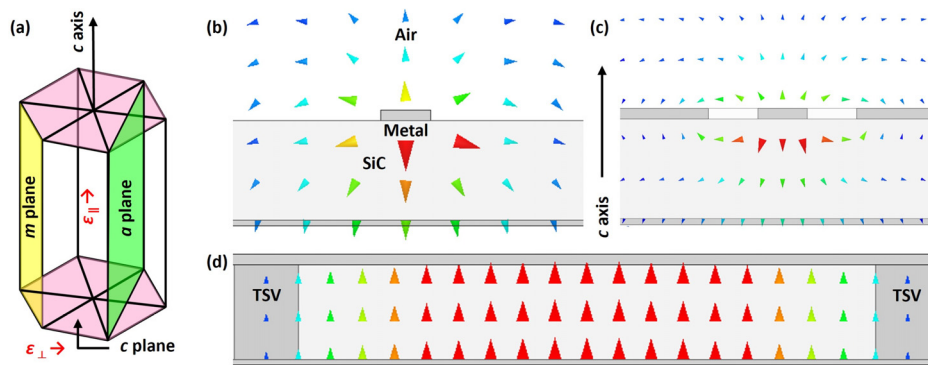 (a)
c axis
m plane
ε∥→
a plane
ε⊥→
c plane
(b)
Air
Metal
SiC
(c)
c axis
(d)
TSV
TSV